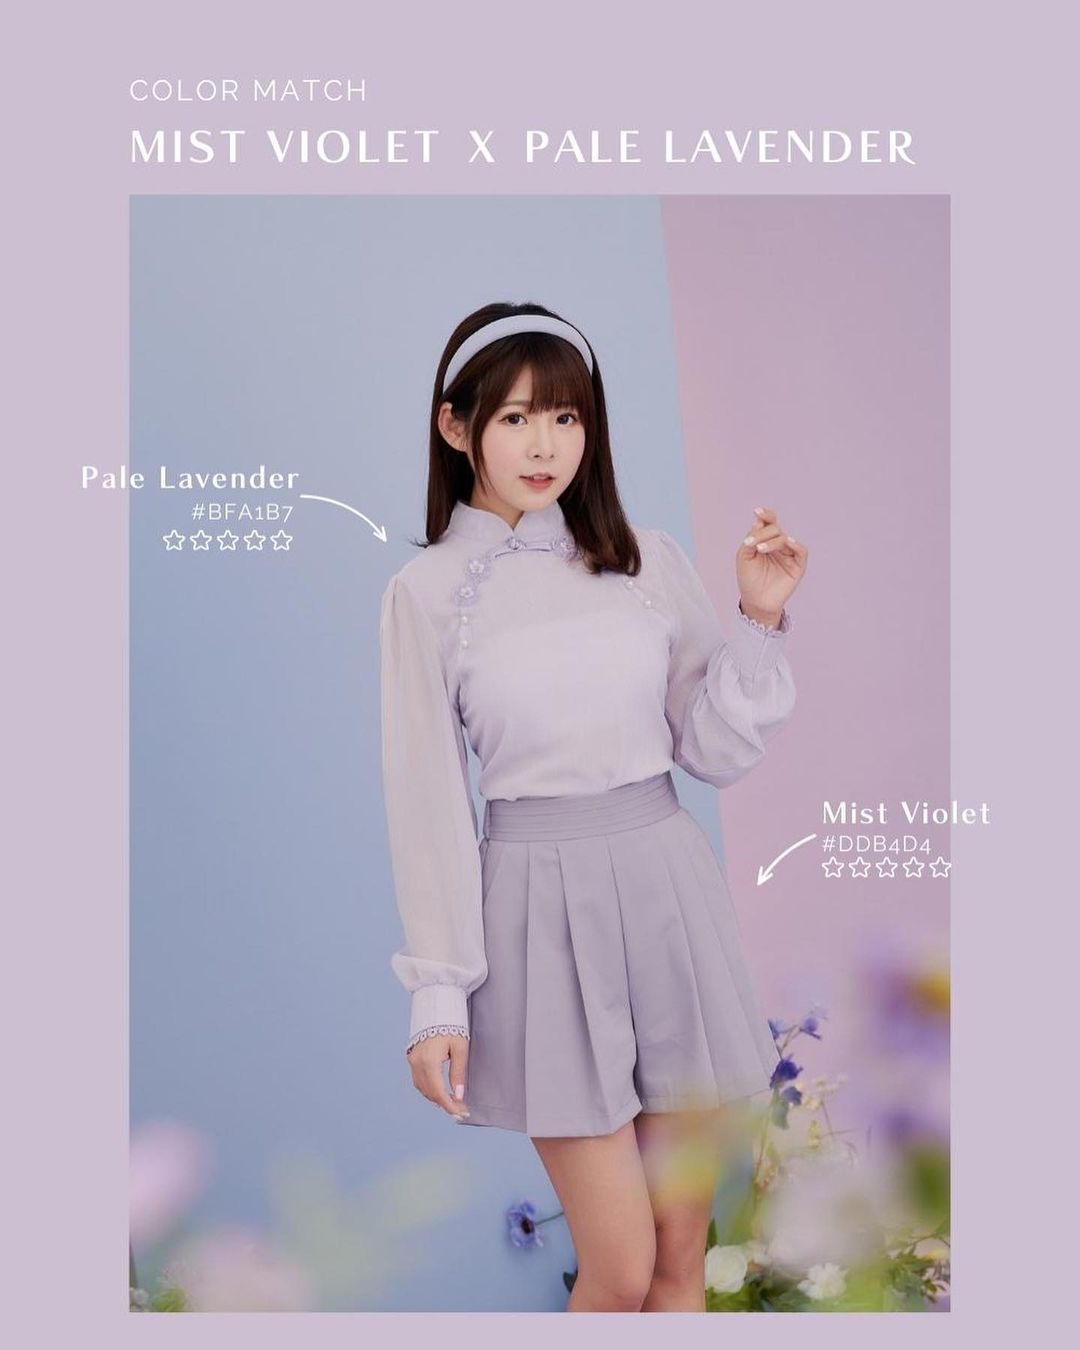 COLOR MATCH
MIST VIOLET X PALE LAVENDER
Pale Lavender
#BFA1B7
Mist Violet
#DDB4D4